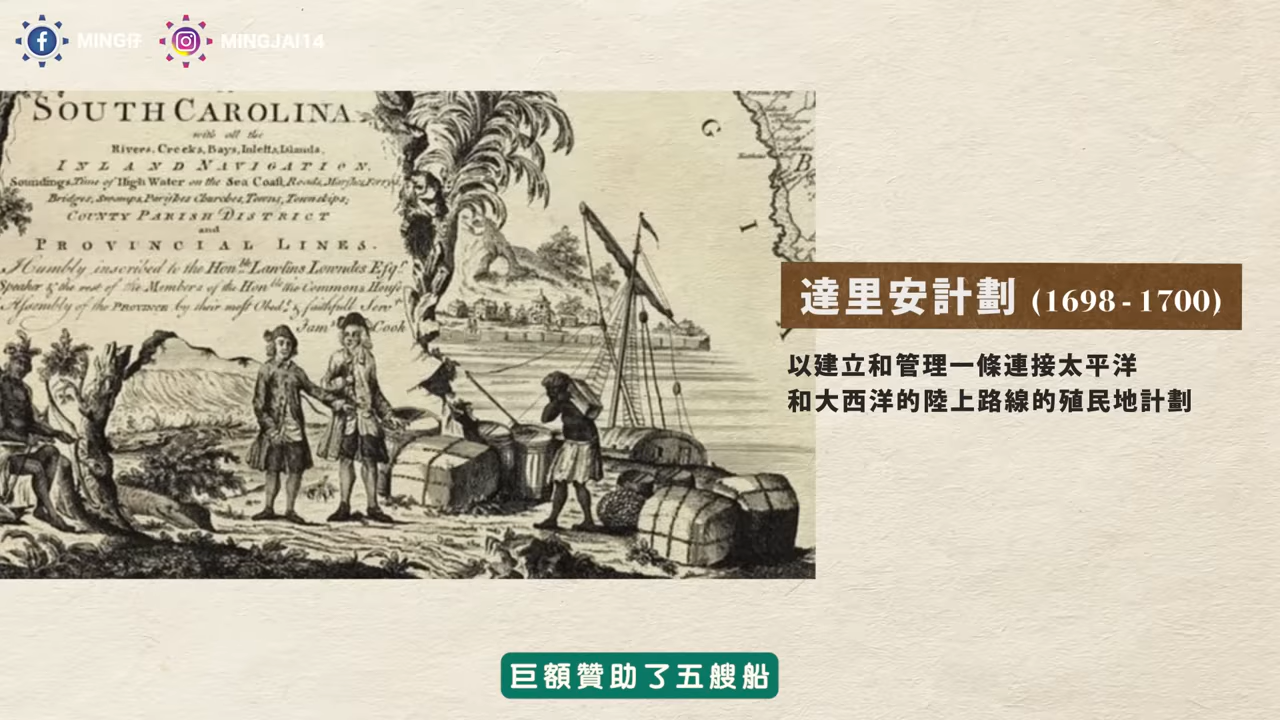 MING仔
MINGJAI14
SOUTH CAROLINA
with all the
Rivers, Creeks, Bays, Inletts, Islands,
INLAND NAVIGATION,
Soundings, Time of High Water on the Sea Coast, Roads, Marshes, Ferrys,
Bridges, Swamps, Parishes Churches, Towns, Townships;
COUNTY PARISH DISTRICT
and
PROVINCIAL LINES.
Humbly inscribed to the Hon.ble Lawlins Lowndes Esq.r
Speaker & the rest of the Members of the Hon.ble the Commons House
Assembly of the PROVINCE by their most Obed.t & faithfull Serv.t
Jam.s Cook
G
I
B
達里安計劃 (1698-1700)
以建立和管理一條連接太平洋
和大西洋的陸上路線的殖民地計劃
巨額贊助了五艘船